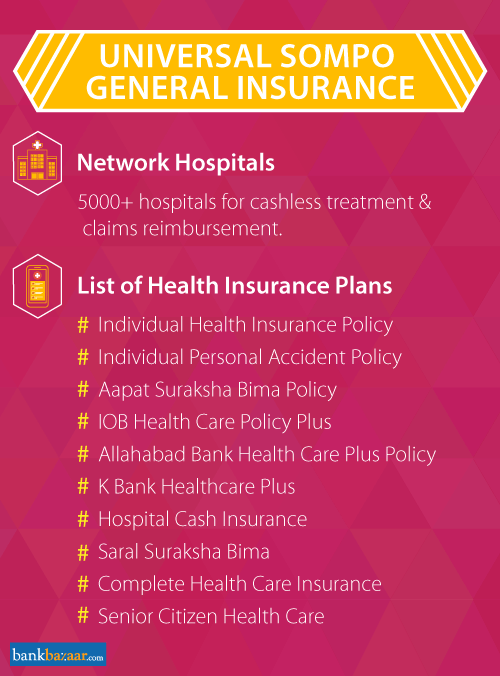 UNIVERSAL SOMPO
GENERAL INSURANCE
Network Hospitals
5000+ hospitals for cashless treatment &
claims reimbursement.
List of Health Insurance Plans
# Individual Health Insurance Policy
# Individual Personal Accident Policy
# Aapat Suraksha Bima Policy
# IOB Health Care Policy Plus
# Allahabad Bank Health Care Plus Policy
# K Bank Healthcare Plus
# Hospital Cash Insurance
# Saral Suraksha Bima
# Complete Health Care Insurance
# Senior Citizen Health Care
bankbazaar.com